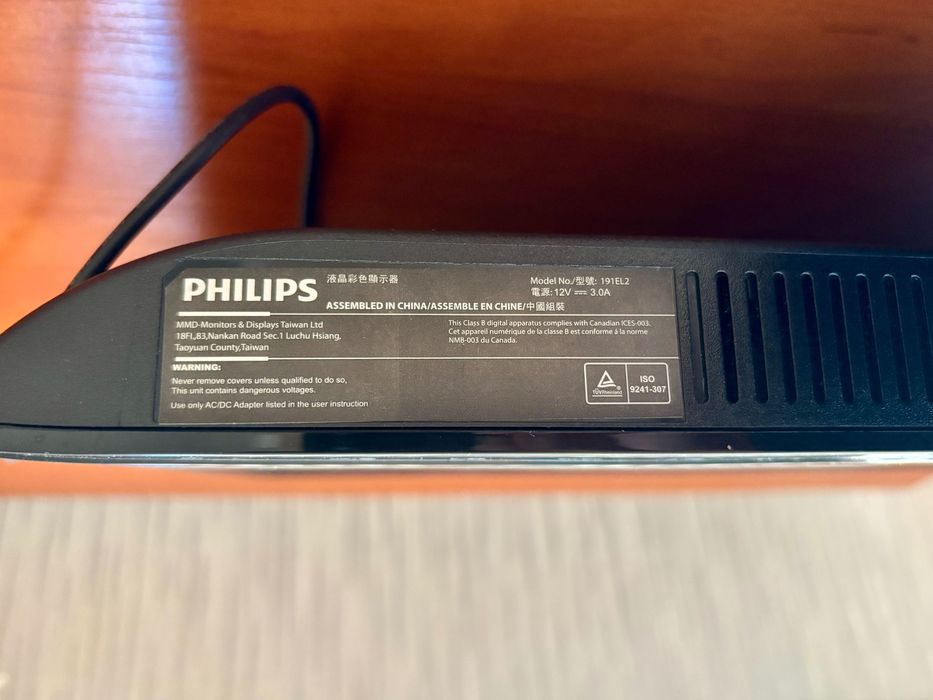 PHILIPS 液晶彩色顯示器
Model No./型號: 191EL2
電源: 12V ⎓ 3.0A
ASSEMBLED IN CHINA/ASSEMBLE EN CHINE/中國組裝
MMD-Monitors & Displays Taiwan Ltd
18Fl.,83,Nankan Road Sec.1 Luchu Hsiang,
Taoyuan County,Taiwan
This Class B digital apparatus complies with Canadian ICES-003.
Cet appareil numérique de la classe B est conforme á la norme
NMB-003 du Canada.
WARNING:
Never remove covers unless qualified to do so,
This unit contains dangerous voltages.
Use only AC/DC Adapter listed in the user instruction
TÜVRheinland®
ISO
9241-307